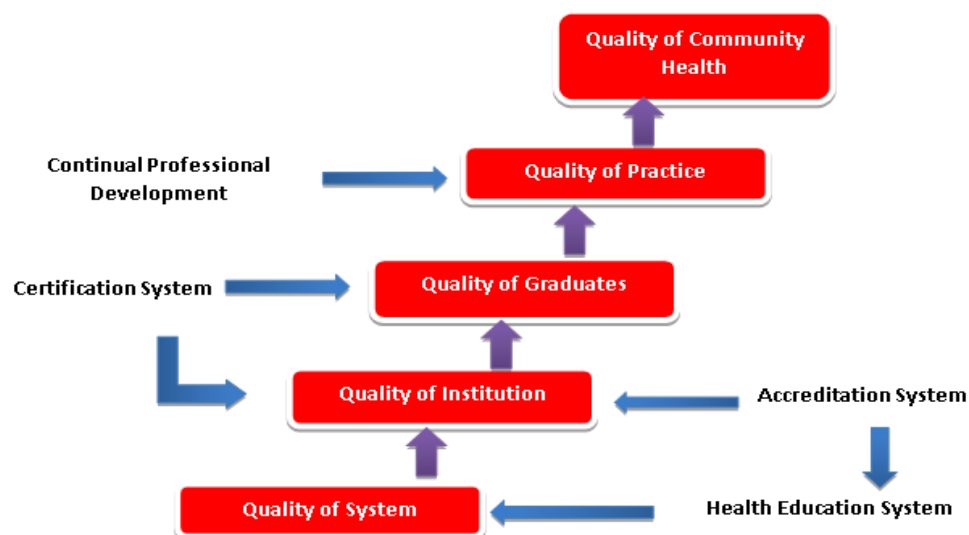 Quality of Community
Health
Continual Professional
Development
Quality of Practice
Certification System
Quality of Graduates
Quality of Institution
Accreditation System
Quality of System
Health Education System